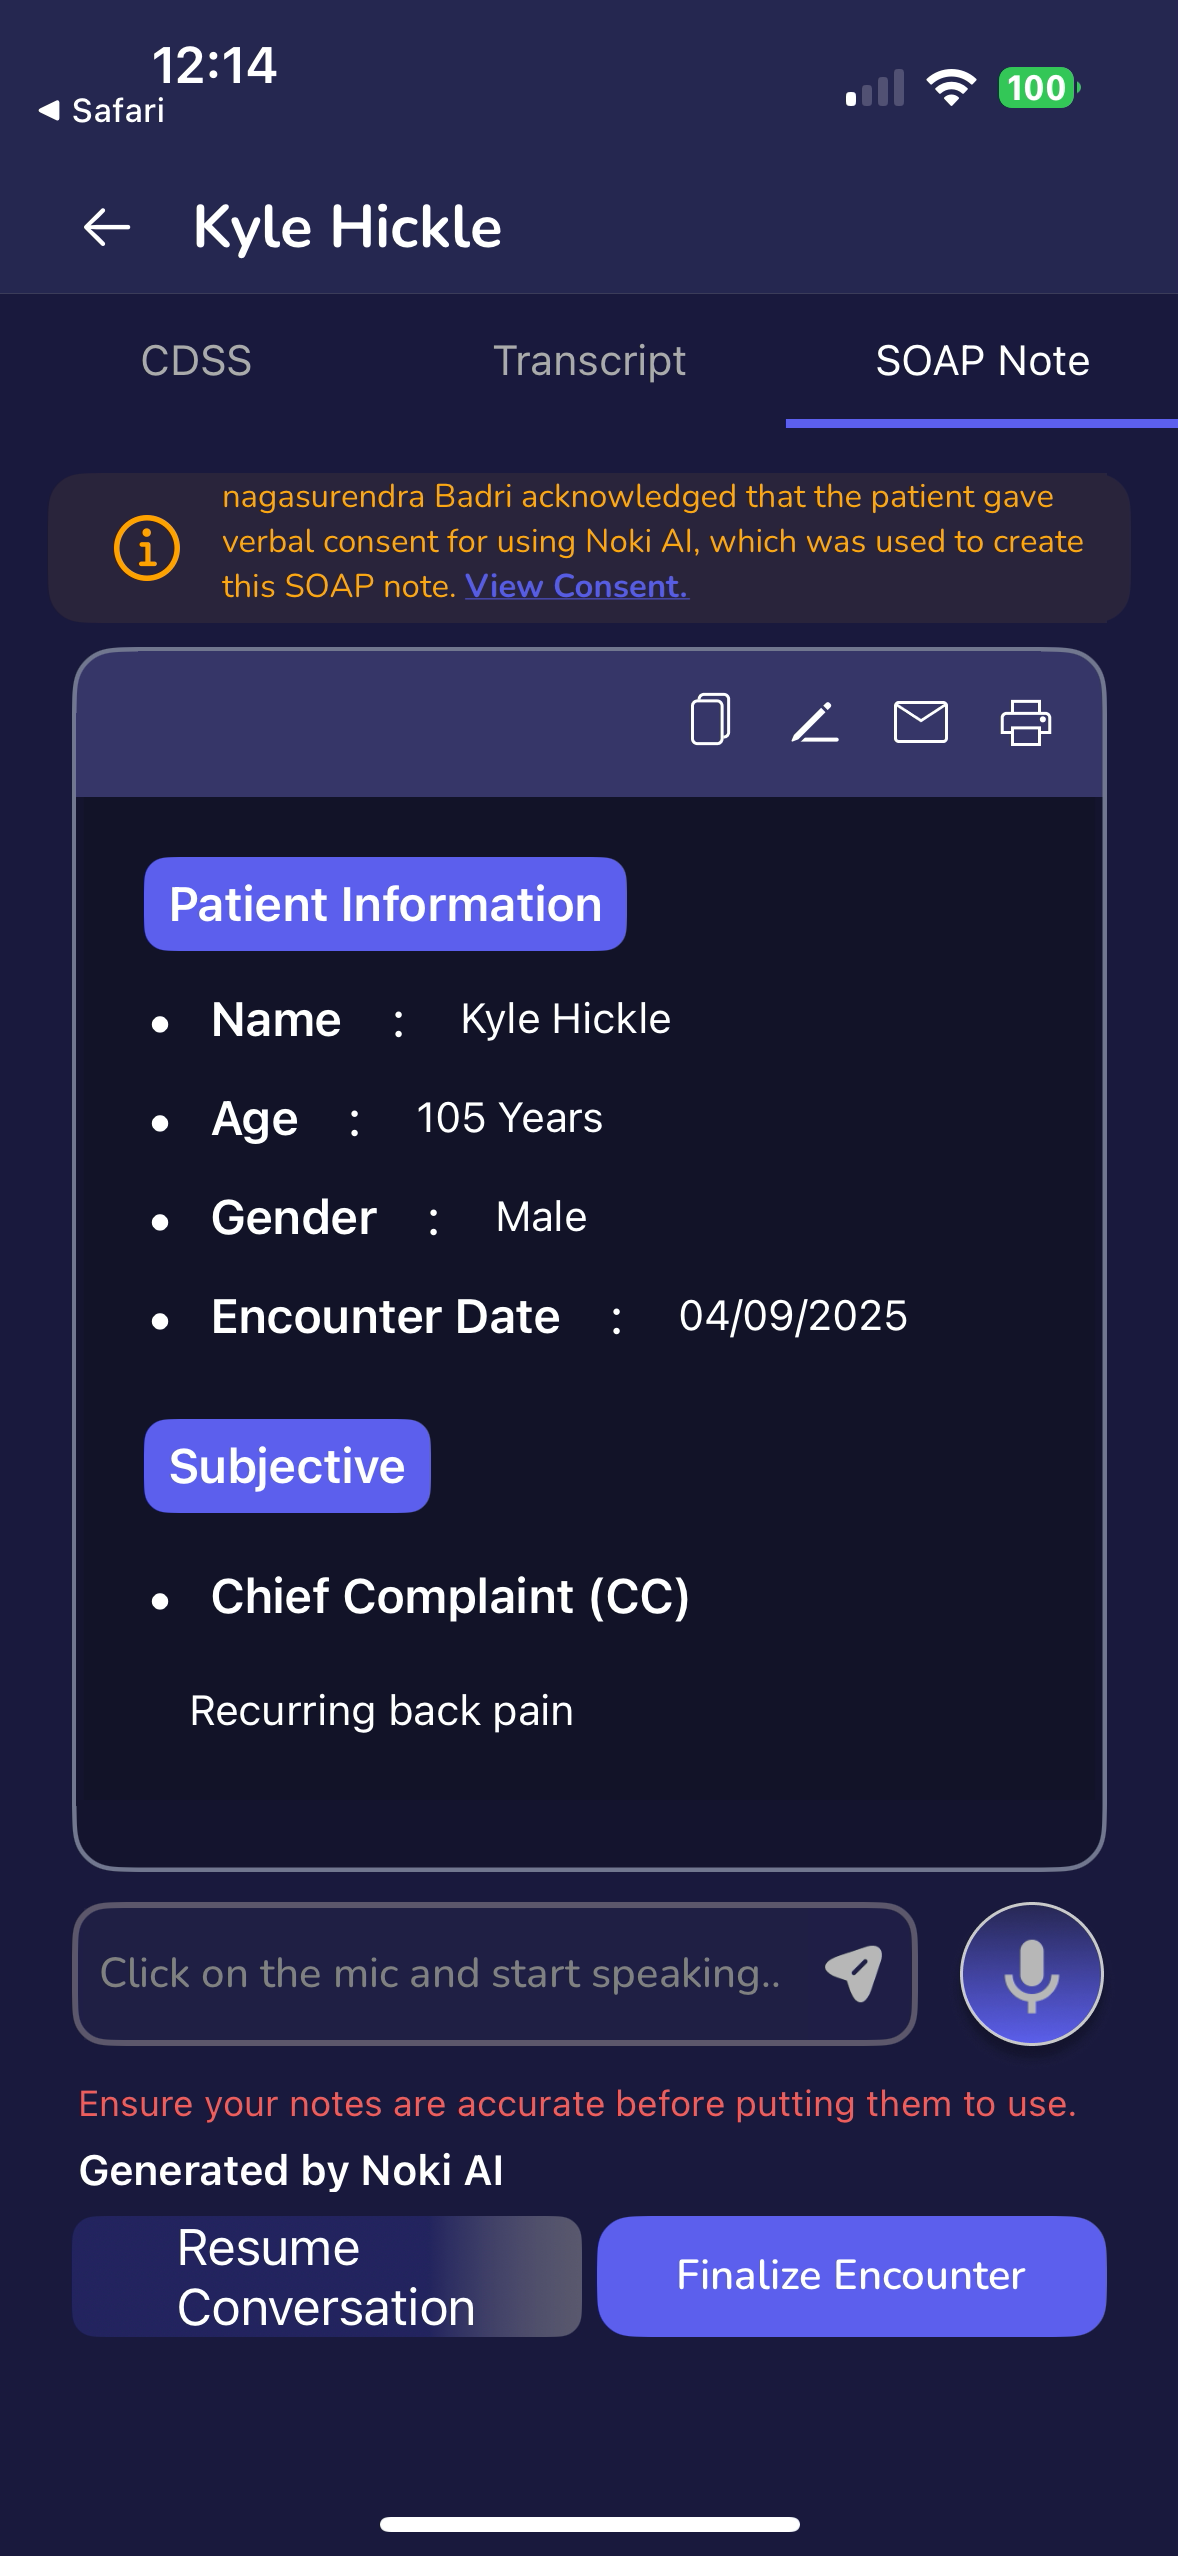 12:14
Safari
100
Kyle Hickle
CDSS Transcript SOAP Note
nagasurendra Badri acknowledged that the patient gave
verbal consent for using Noki AI, which was used to create
this SOAP note. View Consent.
Patient Information
• Name : Kyle Hickle
• Age : 105 Years
• Gender : Male
• Encounter Date : 04/09/2025
Subjective
• Chief Complaint (CC)
Recurring back pain
Click on the mic and start speaking..
Ensure your notes are accurate before putting them to use.
Generated by Noki AI
Resume
Conversation
Finalize Encounter